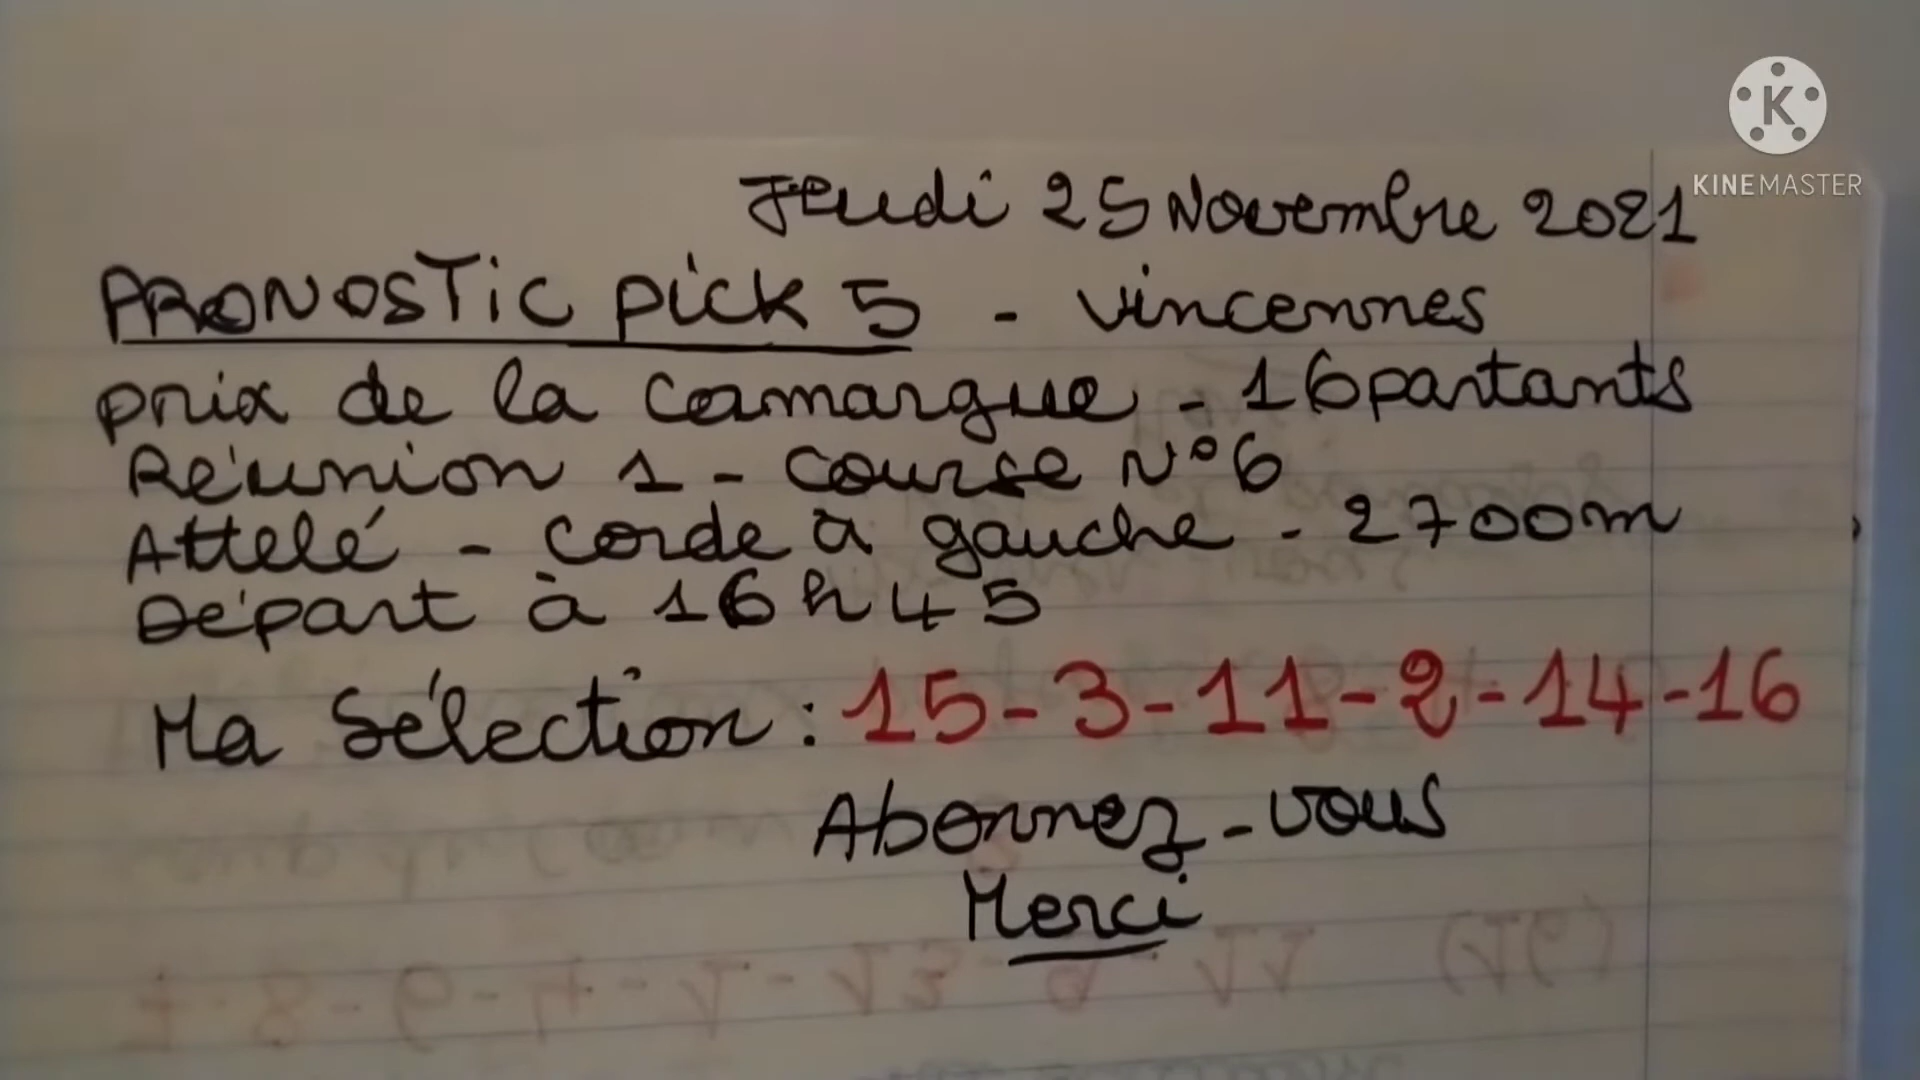 K
KINEMASTER
Jeudi 25 Novembre 2021
PRONOSTIC PICK 5 - Vincennes
prix de la Camargue - 16 partants
Réunion 1 - Course N°6
Attelé - corde à gauche - 2700m
Départ à 16h45
Ma Sélection : 15-3-11-2-14-16
Abonnez-vous
Merci